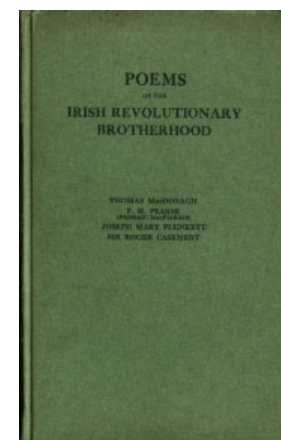 POEMS
OF THE
IRISH REVOLUTIONARY
BROTHERHOOD
THOMAS MacDONAGH
P. H. PEARSE
(PADRAIC MacPIARAIS)
JOSEPH MARY PLUNKETT
SIR ROGER CASEMENT